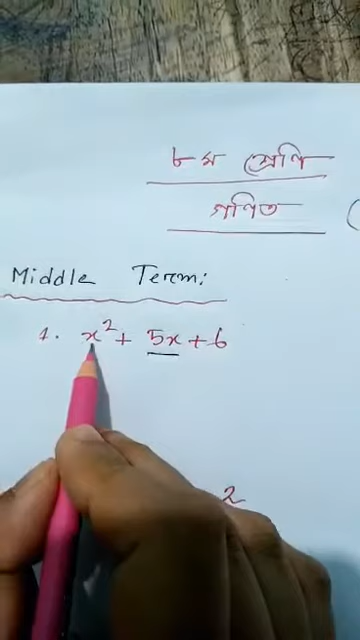 ৮ম শ্রেণি
গণিত (
Middle Term:
1. x² + 5x + 6
2